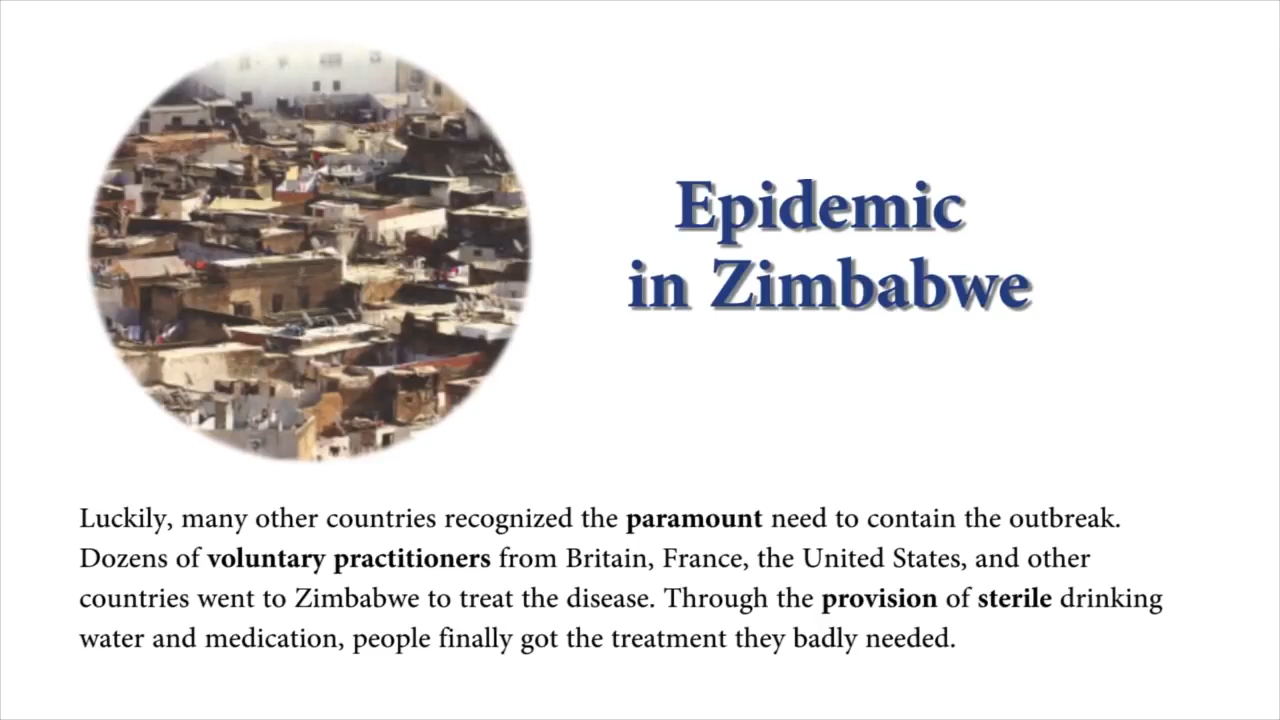 Epidemic
in Zimbabwe
Luckily, many other countries recognized the paramount need to contain the outbreak.
Dozens of voluntary practitioners from Britain, France, the United States, and other
countries went to Zimbabwe to treat the disease. Through the provision of sterile drinking
water and medication, people finally got the treatment they badly needed.